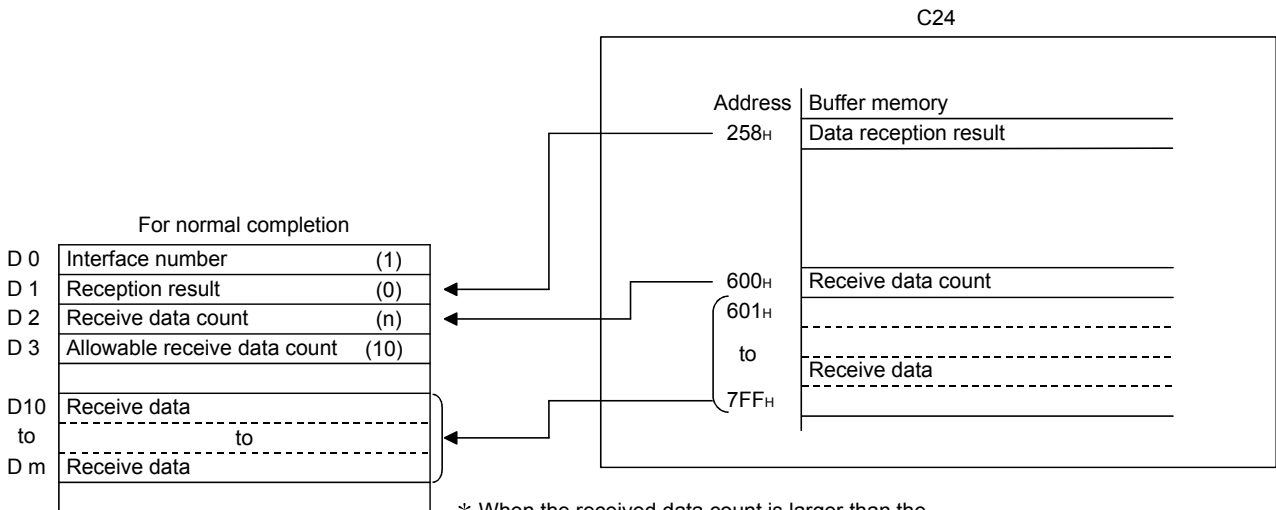 C24
Address Buffer memory
258H Data reception result
For normal completion
D 0 Interface number (1)
D 1 Reception result (0)
600H Receive data count
D 2 Receive data count (n)
601H
D 3 Allowable receive data count (10)
to
Receive data
D10 Receive data
7FFH
to to
D m Receive data
* When the received data count is larger than the